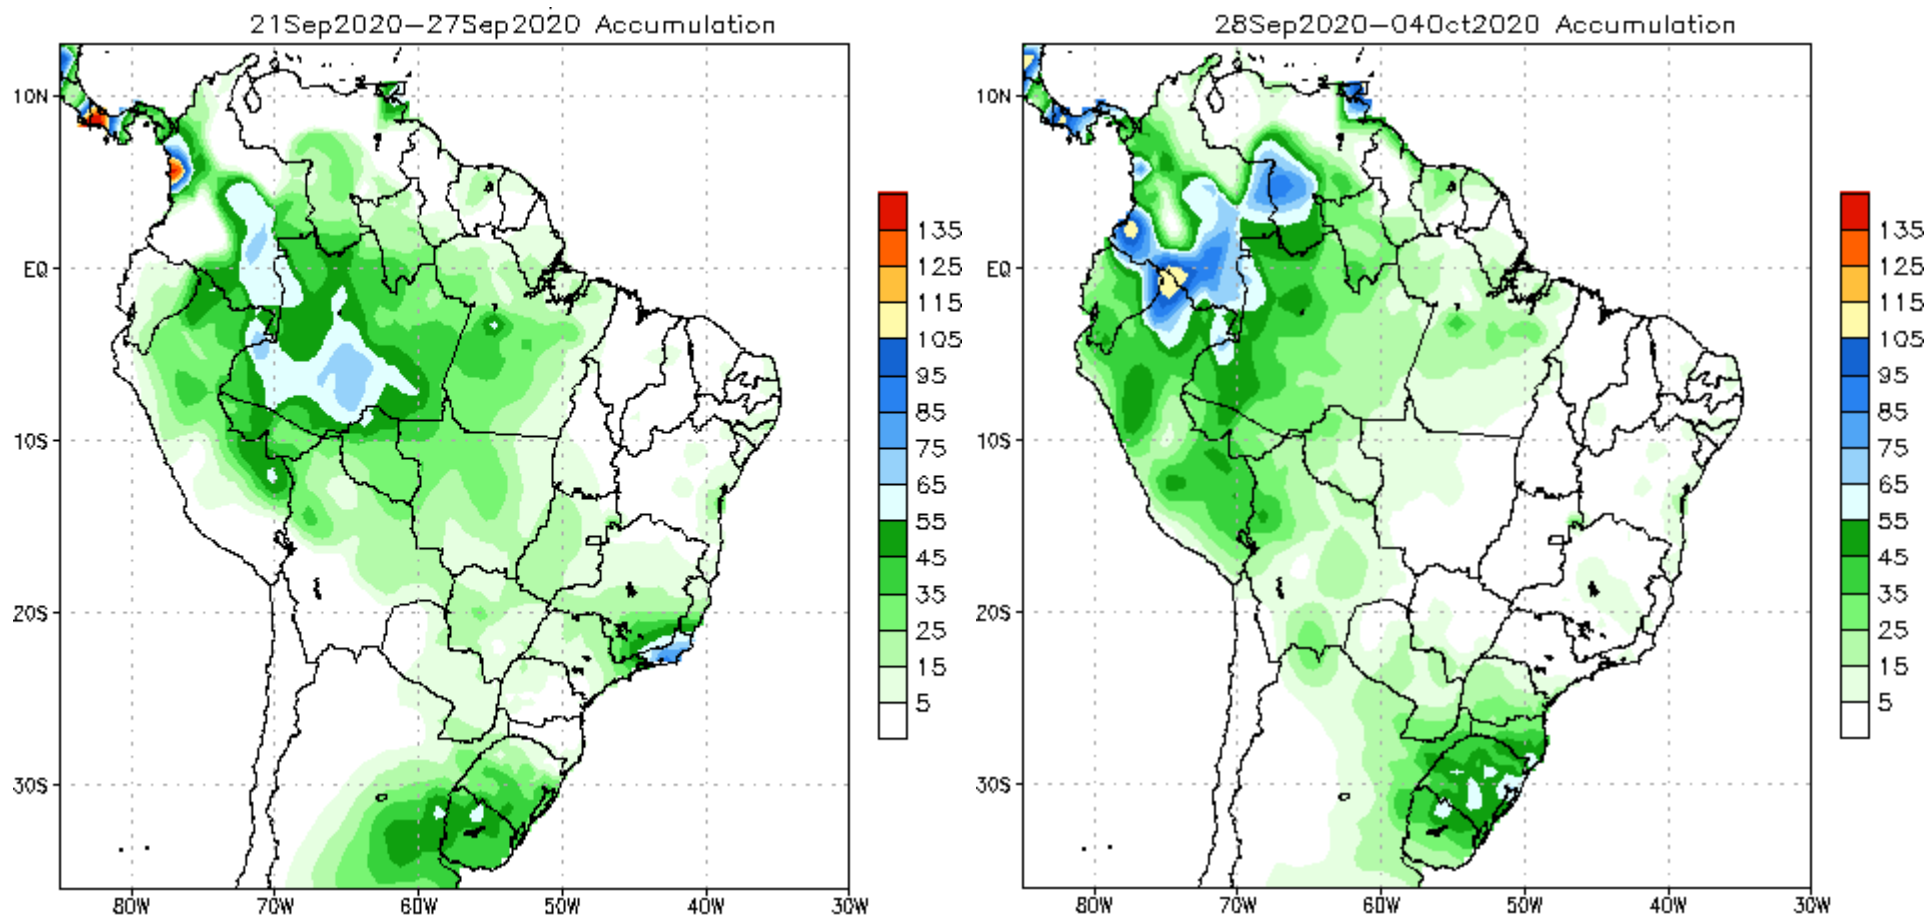 21Sep2020–27Sep2020 Accumulation
28Sep2020–04Oct2020 Accumulation
10N
EQ
10S
20S
30S
80W
70W
60W
50W
40W
30W
135
125
115
105
95
85
75
65
55
45
35
25
15
5
10N
EQ
10S
20S
30S
80W
70W
60W
50W
40W
30W
135
125
115
105
95
85
75
65
55
45
35
25
15
5